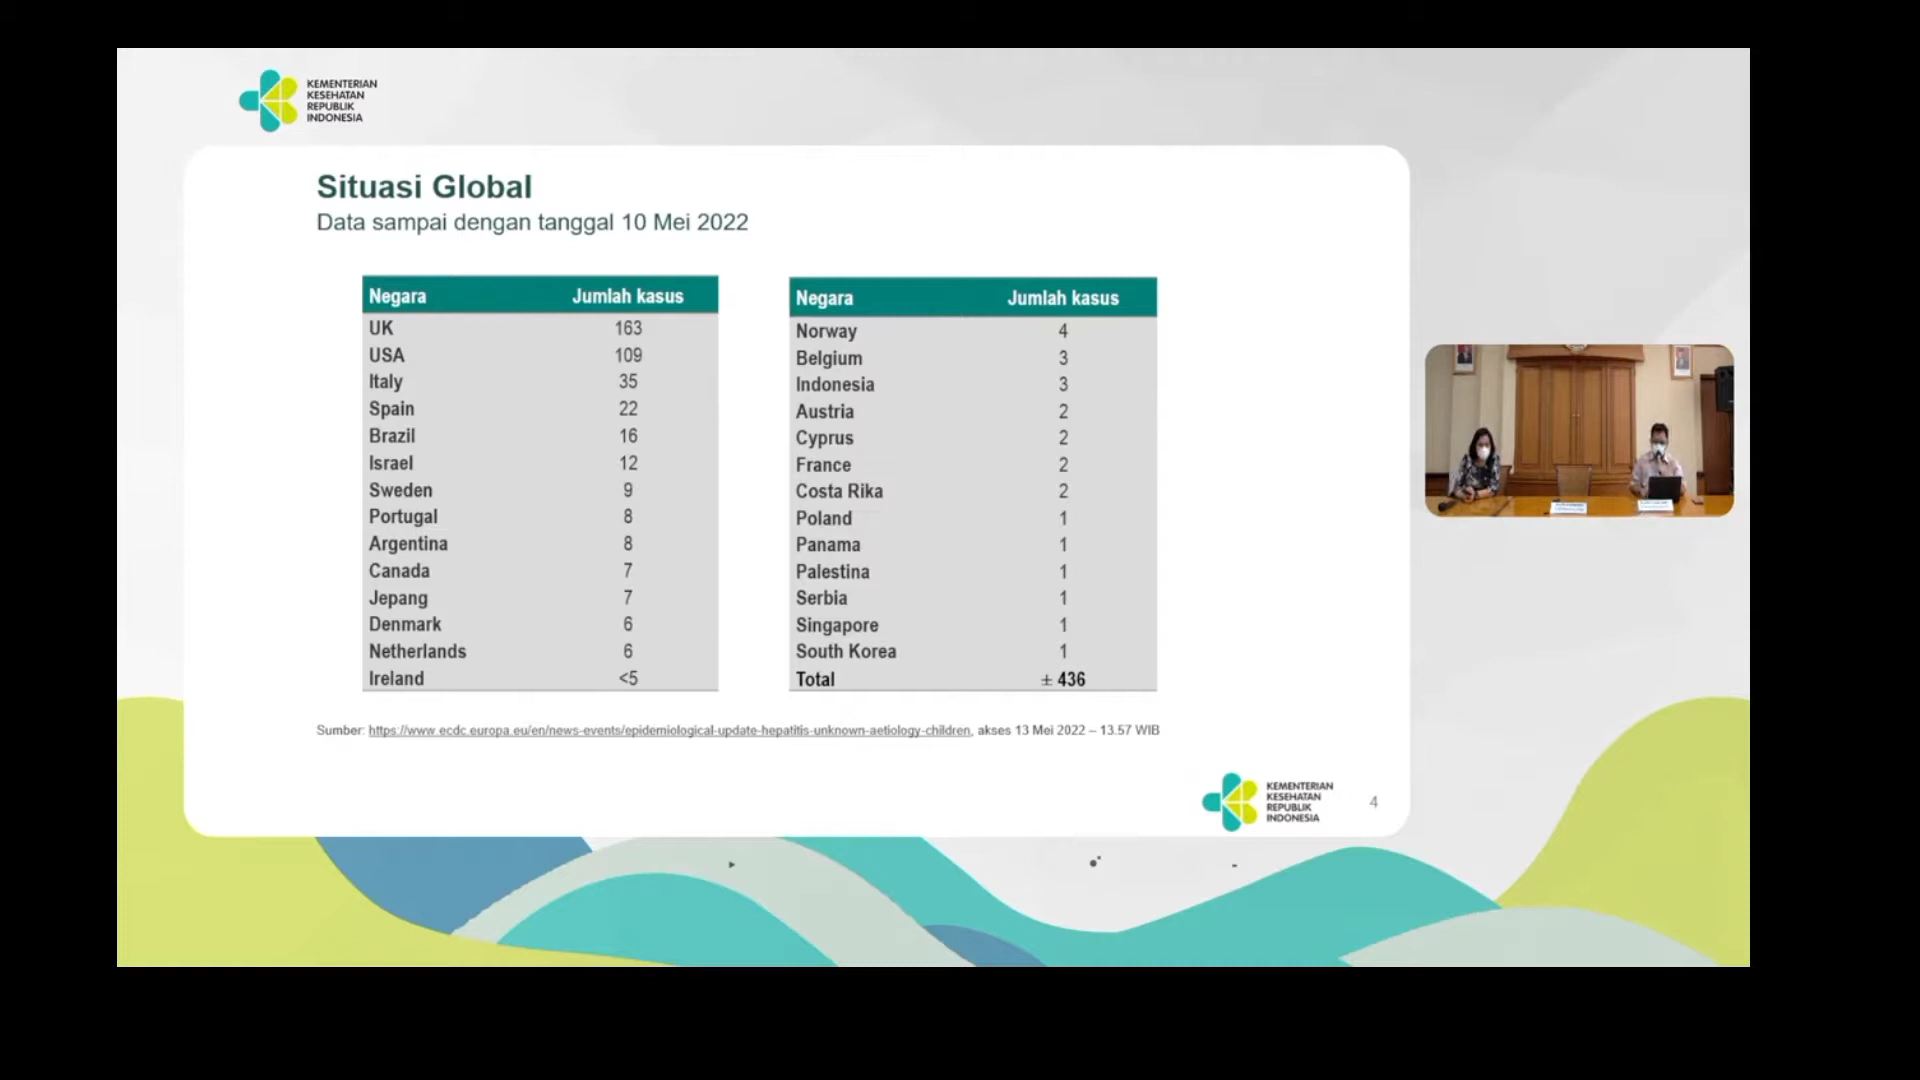 KEMENTERIAN
KESEHATAN
REPUBLIK
INDONESIA
Situasi Global
Data sampai dengan tanggal 10 Mei 2022
Negara Jumlah kasus
UK 163
USA 109
Italy 35
Spain 22
Brazil 16
Israel 12
Sweden 9
Portugal 8
Argentina 8
Canada 7
Jepang 7
Denmark 6
Netherlands 6
Ireland <5
Negara Jumlah kasus
Norway 4
Belgium 3
Indonesia 3
Austria 2
Cyprus 2
France 2
Costa Rika 2
Poland 1
Panama 1
Palestina 1
Serbia 1
Singapore 1
South Korea 1
Total ± 436
Sumber: https://www.ecdc.europa.eu/en/news-events/epidemiological-update-hepatitis-unknown-aetiology-children, akses 13 Mei 2022 – 13.57 WIB
KEMENTERIAN
KESEHATAN
REPUBLIK
INDONESIA
4